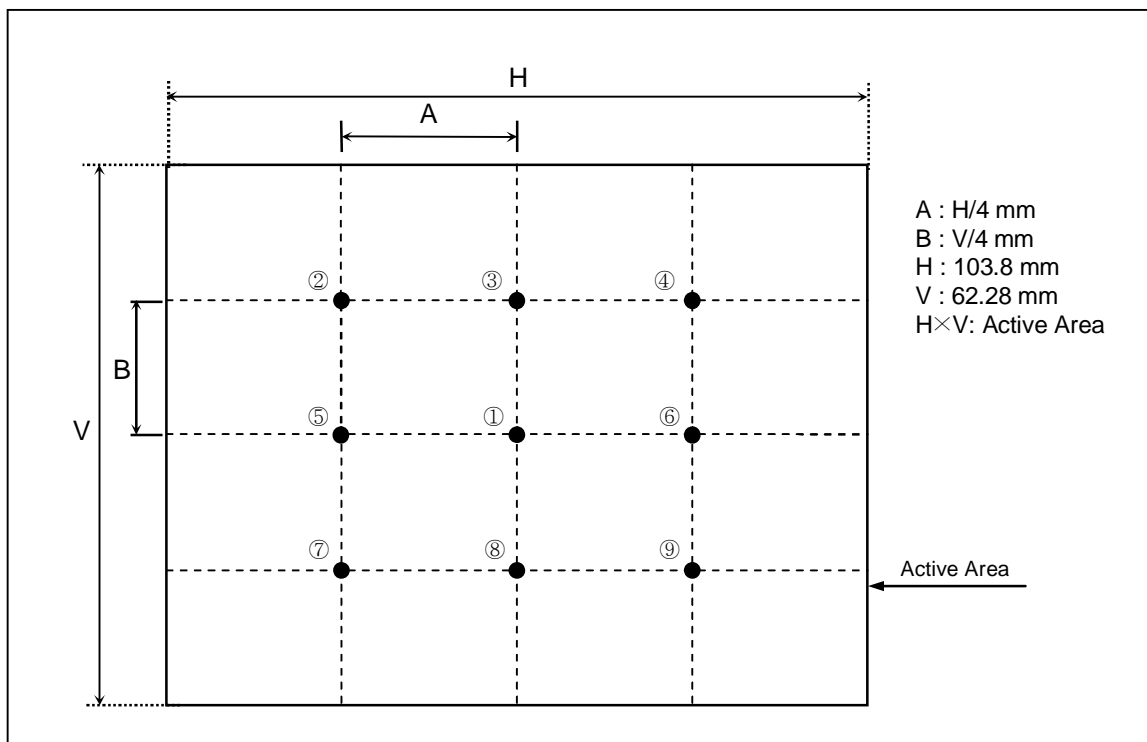 H
A
A : H/4 mm
B : V/4 mm
H : 103.8 mm
V : 62.28 mm
H×V: Active Area
② ③ ④
B
V
⑤ ① ⑥
⑦ ⑧ ⑨
Active Area